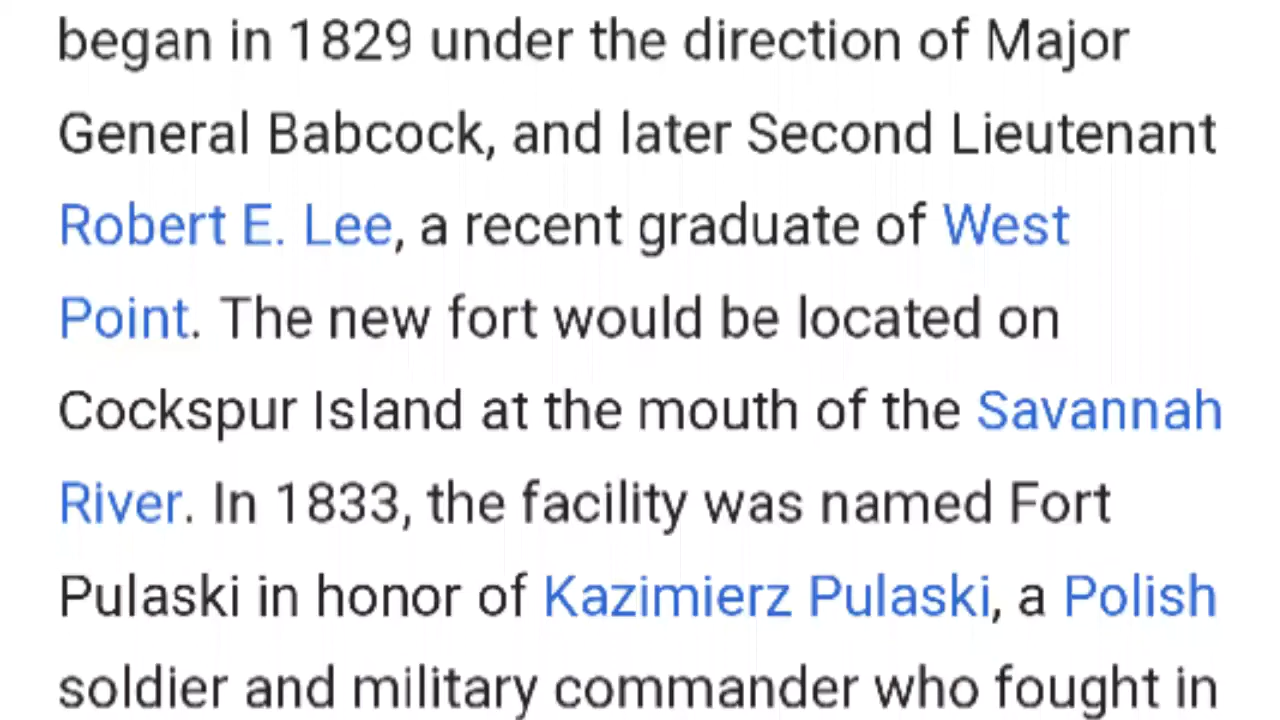 began in 1829 under the direction of Major
General Babcock, and later Second Lieutenant
Robert E. Lee, a recent graduate of West
Point. The new fort would be located on
Cockspur Island at the mouth of the Savannah
River. In 1833, the facility was named Fort
Pulaski in honor of Kazimierz Pulaski, a Polish
soldier and military commander who fought in